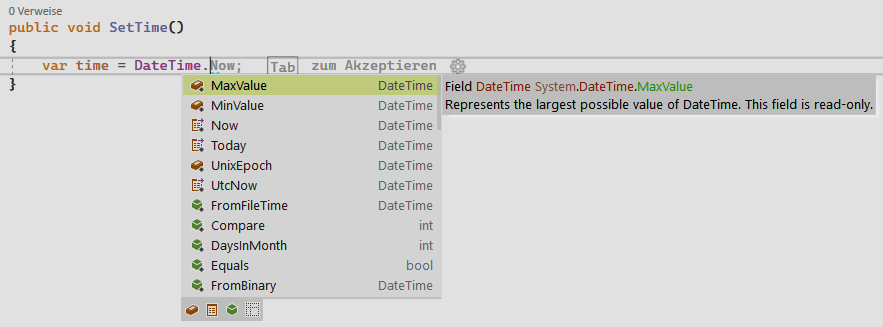 0 Verweise
public void SetTime()
{
var time = DateTime.Now; Tab zum Akzeptieren
}
MaxValue DateTime
MinValue DateTime
Now DateTime
Today DateTime
UnixEpoch DateTime
UtcNow DateTime
FromFileTime DateTime
Compare int
DaysInMonth int
Equals bool
FromBinary DateTime
Field DateTime System.DateTime.MaxValue
Represents the largest possible value of DateTime. This field is read-only.